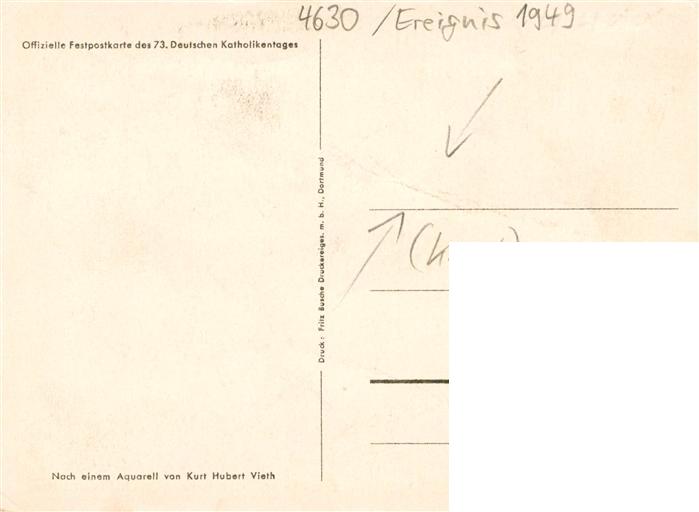 4630 / Ereignis 1949
Offizielle Festpostkarte des 73. Deutschen Katholikentages
Druck: Fritz Busche Druckereiges. m. b. H., Dortmund
Nach einem Aquarell von Kurt Hubert Vieth